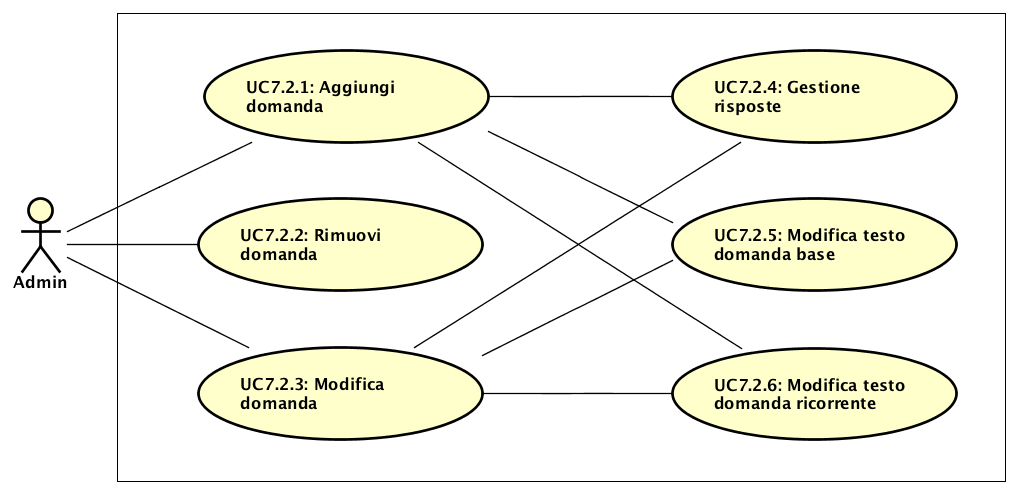 UC7.2.1: Aggiungi
domanda
UC7.2.4: Gestione
risposte
UC7.2.2: Rimuovi
domanda
UC7.2.5: Modifica testo
domanda base
Admin
UC7.2.3: Modifica
domanda
UC7.2.6: Modifica testo
domanda ricorrente